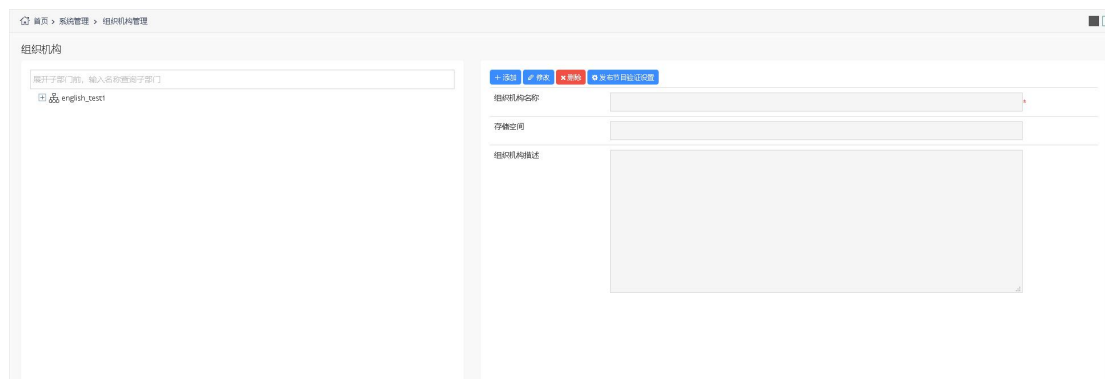 首页 › 系统管理 › 组织机构管理
组织机构
展开子部门前，输入名称查询子部门
english_test1
+ 添加 修改 ×删除 发布节目验证设置
组织机构名称 *
存储空间
组织机构描述